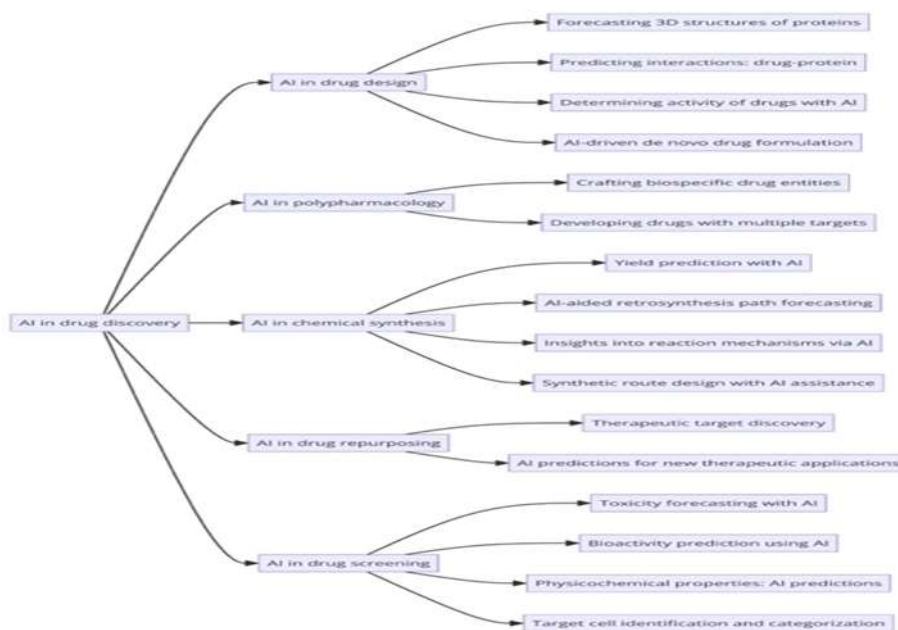 Forecasting 3D structures of proteins
Predicting interactions: drug-protein
AI in drug design
Determining activity of drugs with AI
AI-driven de novo drug formulation
Crafting biospecific drug entities
AI in polypharmacology
Developing drugs with multiple targets
Yield prediction with AI
AI-aided retrosynthesis path forecasting
AI in drug discovery
AI in chemical synthesis
Insights into reaction mechanisms via AI
Synthetic route design with AI assistance
Therapeutic target discovery
AI in drug repurposing
AI predictions for new therapeutic applications
Toxicity forecasting with AI
Bioactivity prediction using AI
AI in drug screening
Physicochemical properties: AI predictions
Target cell identification and categorization